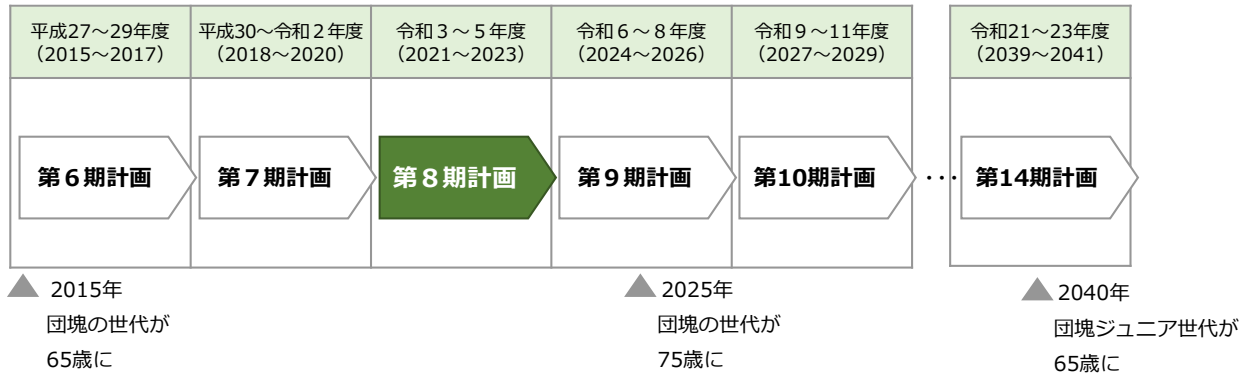 平成27～29年度
（2015～2017）
平成30～令和２年度
（2018～2020）
令和３～５年度
（2021～2023）
令和６～８年度
（2024～2026）
令和９～11年度
（2027～2029）
令和21～23年度
（2039～2041）
第６期計画
第７期計画
第８期計画
第９期計画
第10期計画
・・・
第14期計画
▲ 2015年
団塊の世代が
65歳に
▲ 2025年
団塊の世代が
75歳に
▲ 2040年
団塊ジュニア世代が
65歳に